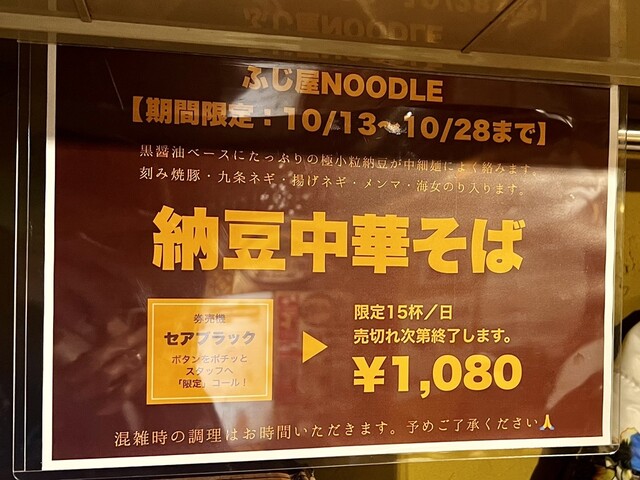 ふじ屋NOODLE
【期間限定：10/13~10/28まで】
黒醤油ベースにたっぷりの極小粒納豆が中細麺によく絡みます。
刻み焼豚・九条ネギ・揚げネギ・メンマ・海女のり入ります。
納豆中華そば
券売機
セアブラック
ボタンをポチッと
スタッフへ
「限定」コール！
限定15杯／日
売切れ次第終了します。
¥1,080
混雑時の調理はお時間いただきます。予めご了承ください🙏